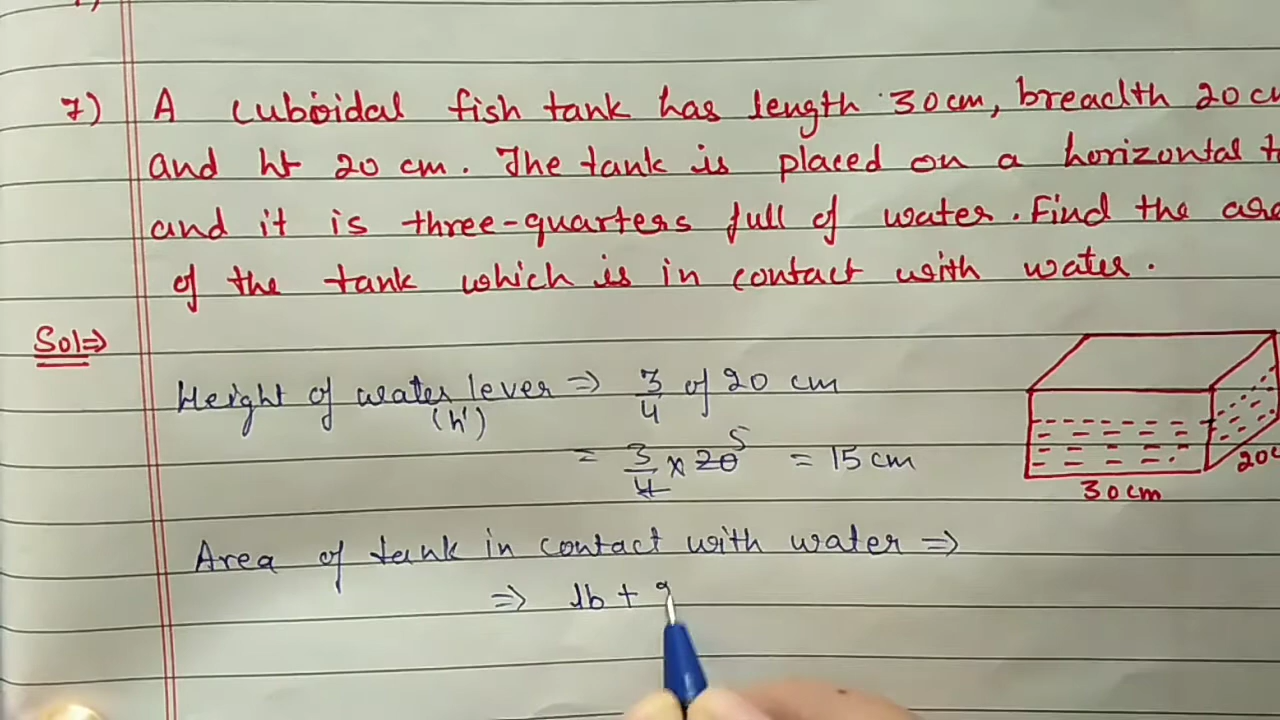 7) A cuboidal fish tank has length 30cm, breadth 20 cm
and ht 20 cm. The tank is placed on a horizontal
and it is three-quarters full of water. Find the
of the tank which is in contact with water.
Sol⇒
Height of water lever ⇒ 3/4 of 20 cm
(h')
= 3/4 × 20 5 = 15 cm
20
30cm
Area of tank in contact with water ⇒
⇒ lb +